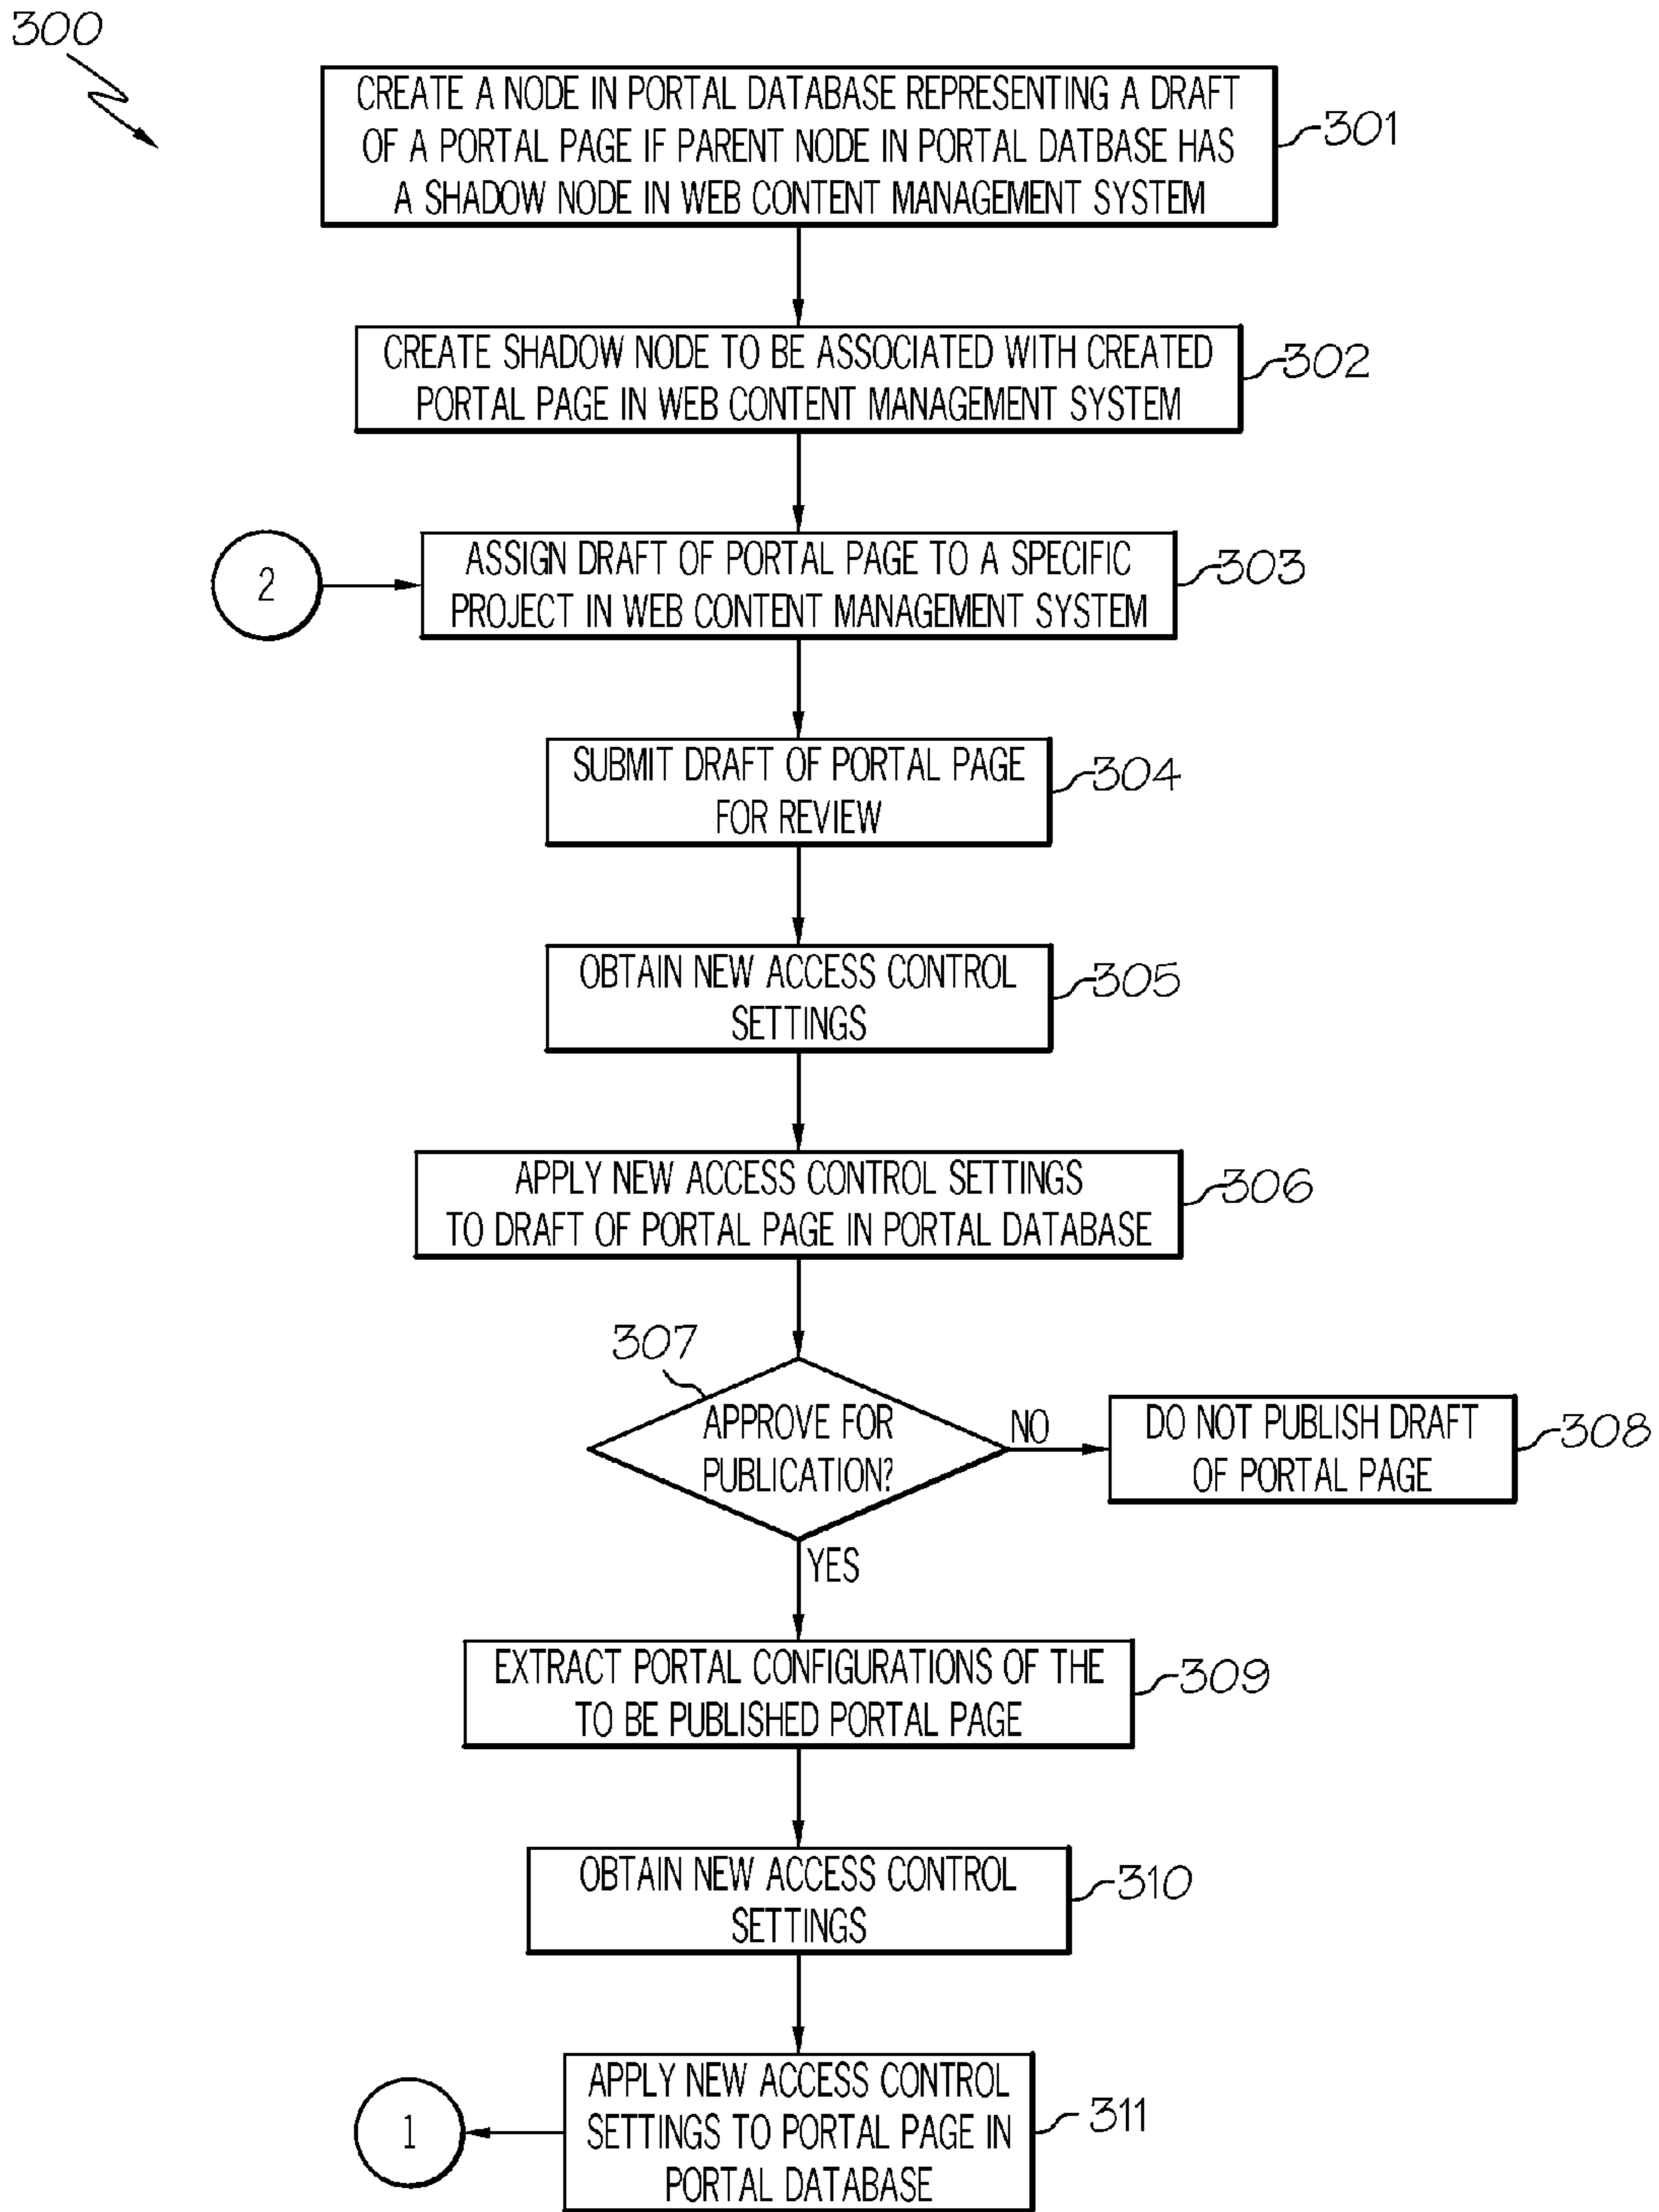 300
CREATE A NODE IN PORTAL DATABASE REPRESENTING A DRAFT
OF A PORTAL PAGE IF PARENT NODE IN PORTAL DATBASE HAS
A SHADOW NODE IN WEB CONTENT MANAGEMENT SYSTEM
301
CREATE SHADOW NODE TO BE ASSOCIATED WITH CREATED
PORTAL PAGE IN WEB CONTENT MANAGEMENT SYSTEM
302
2
ASSIGN DRAFT OF PORTAL PAGE TO A SPECIFIC
PROJECT IN WEB CONTENT MANAGEMENT SYSTEM
303
SUBMIT DRAFT OF PORTAL PAGE
FOR REVIEW
304
OBTAIN NEW ACCESS CONTROL
SETTINGS
305
APPLY NEW ACCESS CONTROL SETTINGS
TO DRAFT OF PORTAL PAGE IN PORTAL DATABASE
306
307
APPROVE FOR
PUBLICATION?
NO
DO NOT PUBLISH DRAFT
OF PORTAL PAGE
308
YES
EXTRACT PORTAL CONFIGURATIONS OF THE
TO BE PUBLISHED PORTAL PAGE
309
OBTAIN NEW ACCESS CONTROL
SETTINGS
310
APPLY NEW ACCESS CONTROL
SETTINGS TO PORTAL PAGE IN
PORTAL DATABASE
311
1